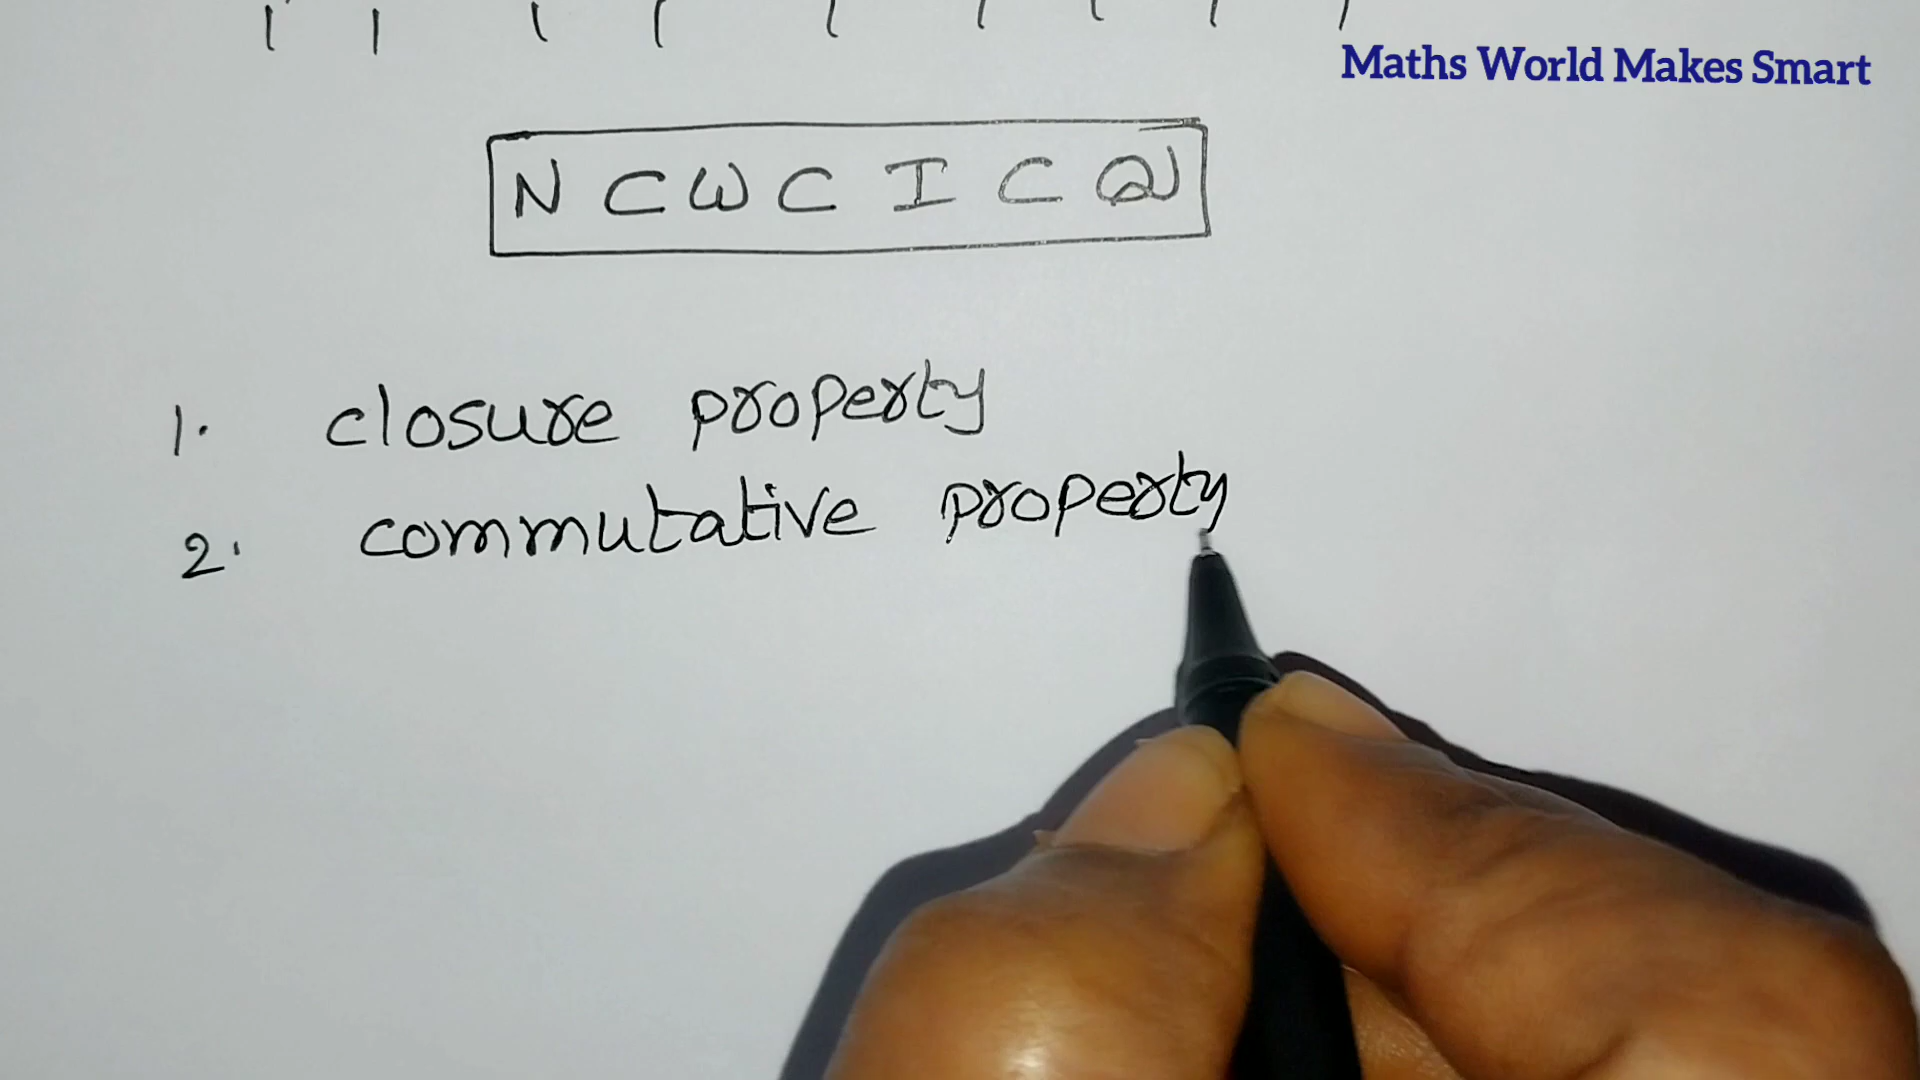 Maths World Makes Smart
N ⊂ W ⊂ I ⊂ Q
1. closure property
2. commutative property